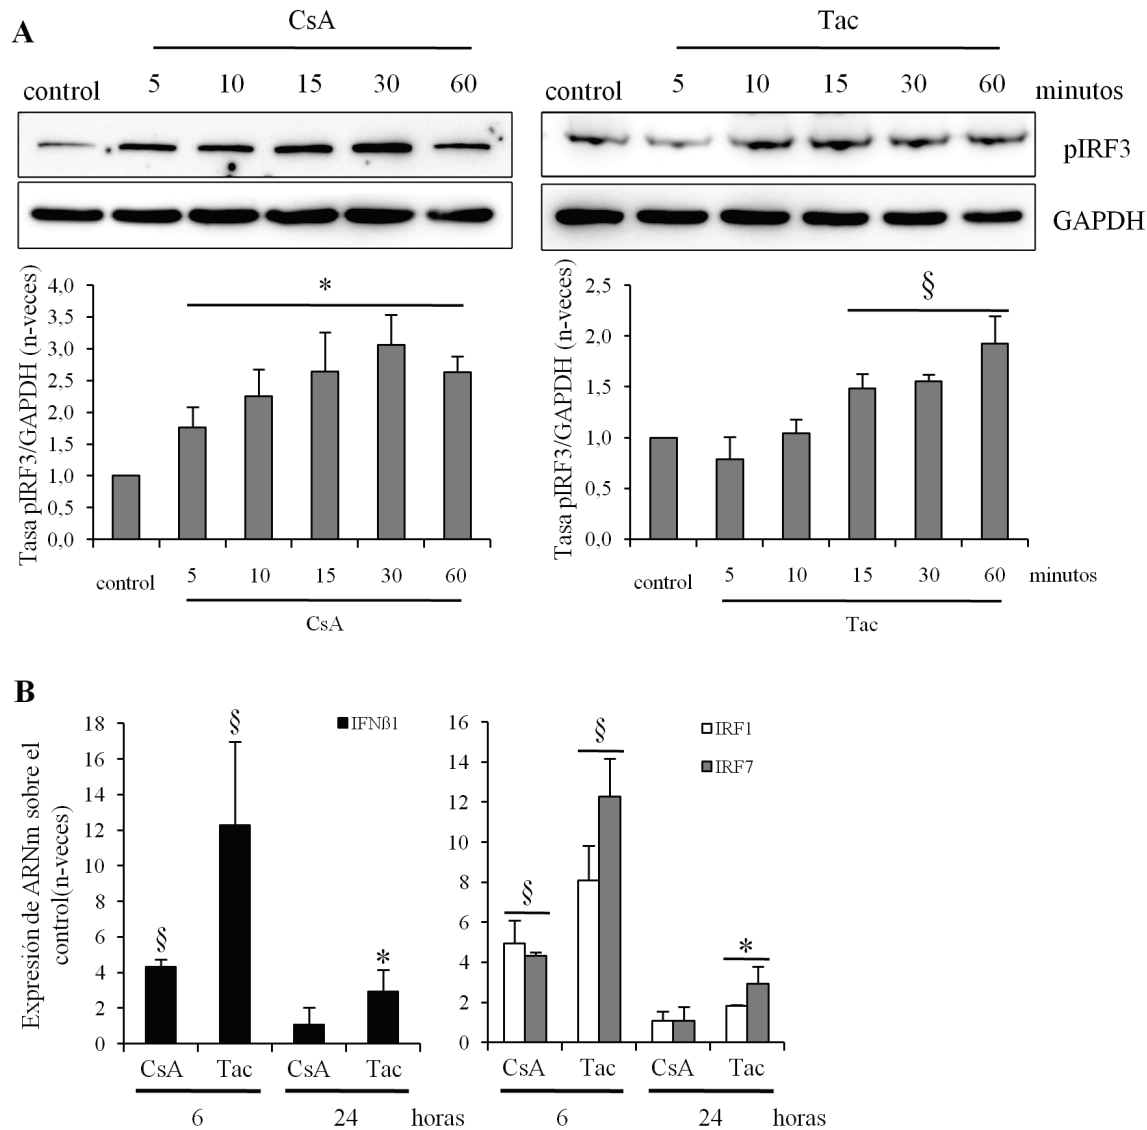 A
CsA
Tac
control 5 10 15 30 60
control 5 10 15 30 60 minutos
pIRF3
GAPDH
Tasa pIRF3/GAPDH (n-veces)
4,0
3,5
3,0
2,5
2,0
1,5
1,0
0,5
0,0
*
control 5 10 15 30 60
CsA
Tasa pIRF3/GAPDH (n-veces)
2,5
2,0
1,5
1,0
0,5
0,0
§
control 5 10 15 30 60 minutos
Tac
B
Expresión de ARNm sobre el
control(n-veces)
18
16
14
12
10
8
6
4
2
0
§
§
*
IFNß1
CsA Tac CsA Tac
6 24 horas
16
14
12
10
8
6
4
2
0
§
§
*
IRF1
IRF7
CsA Tac CsA Tac
6 24 horas